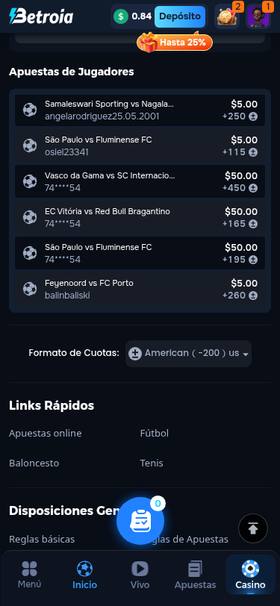 Betroia
0.84
Depósito
2
1
Hasta 25%
Apuestas de Jugadores
Samaleswari Sporting vs Nagala...
$5.00
angelarodriguez25.05.2001
+250
São Paulo vs Fluminense FC
$5.00
osiel23341
+115
Vasco da Gama vs SC Internacio...
$50.00
74****54
+450
EC Vitória vs Red Bull Bragantino
$50.00
74****54
+165
São Paulo vs Fluminense FC
$50.00
74****54
+195
Feyenoord vs FC Porto
$5.00
balinbaliski
+260
Formato de Cuotas:
American ( -200 ) us
Links Rápidos
Apuestas online
Fútbol
Baloncesto
Tenis
Disposiciones Gen
0
Reglas básicas
glas de Apuestas
Menú
Inicio
Vivo
Apuestas
Casino